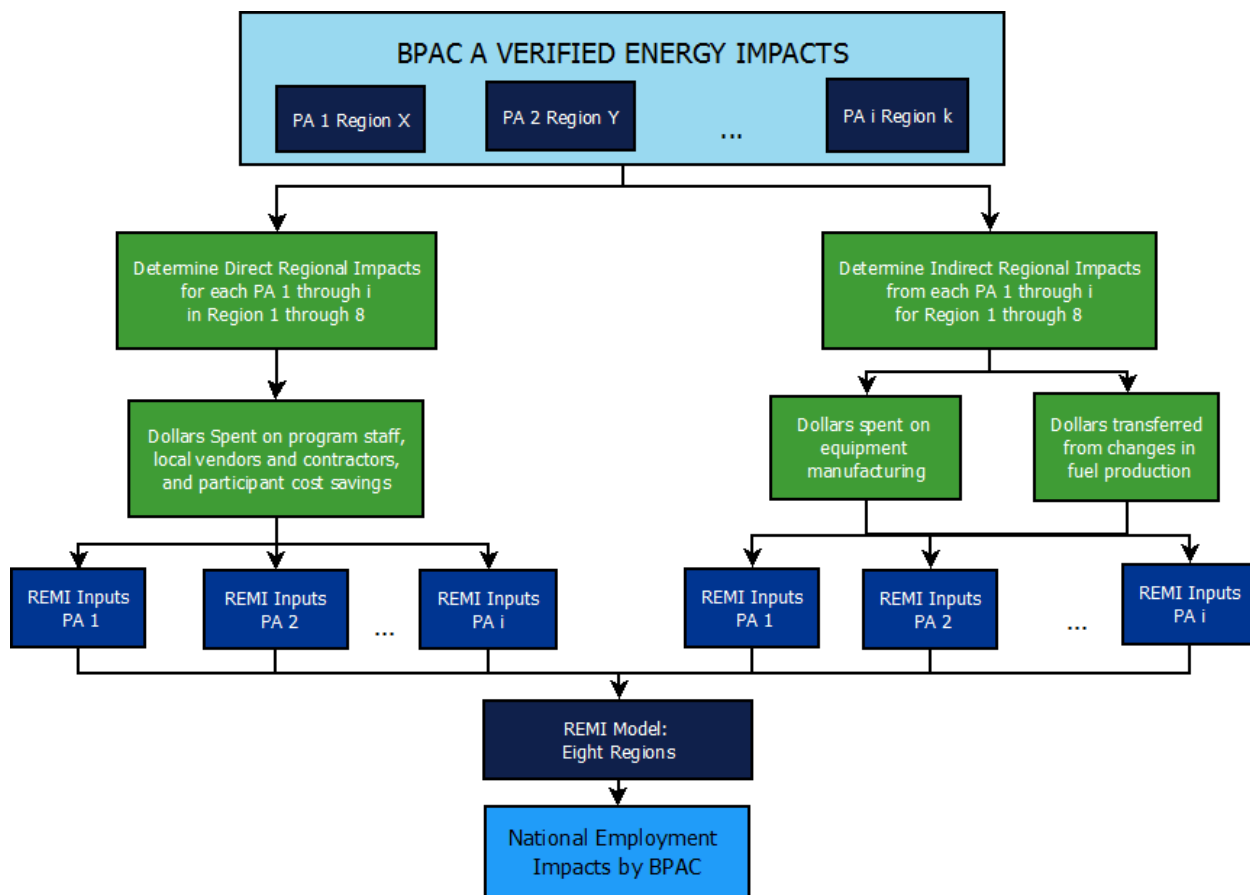 BPAC A VERIFIED ENERGY IMPACTS
PA 1 Region X
PA 2 Region Y
...
PA i Region k
Determine Direct Regional Impacts
for each PA 1 through i
in Region 1 through 8
Determine Indirect Regional Impacts
from each PA 1 through i
for Region 1 through 8
Dollars Spent on program staff,
local vendors and contractors,
and participant cost savings
Dollars spent on
equipment
manufacturing
Dollars transferred
from changes in
fuel production
REMI Inputs
PA 1
REMI Inputs
PA 2
...
REMI Inputs
PA i
REMI Inputs
PA 1
REMI Inputs
PA 2
...
REMI Inputs
PA i
REMI Model:
Eight Regions
National Employment
Impacts by BPAC